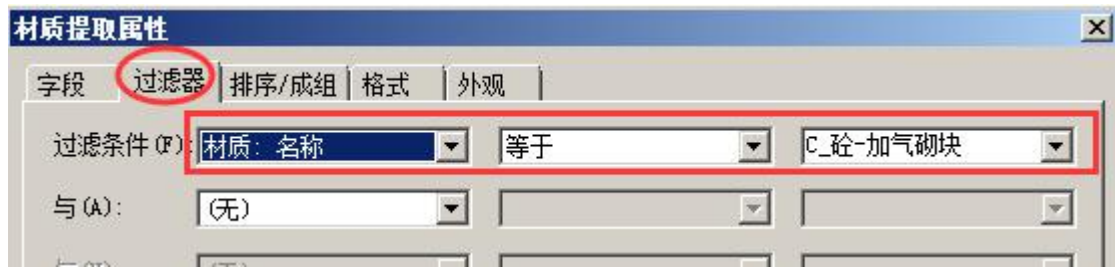 材质提取属性
字段 过滤器 排序/成组 格式 外观
过滤条件(F): 材质: 名称 等于 C_砼-加气砌块
与(A): (无)